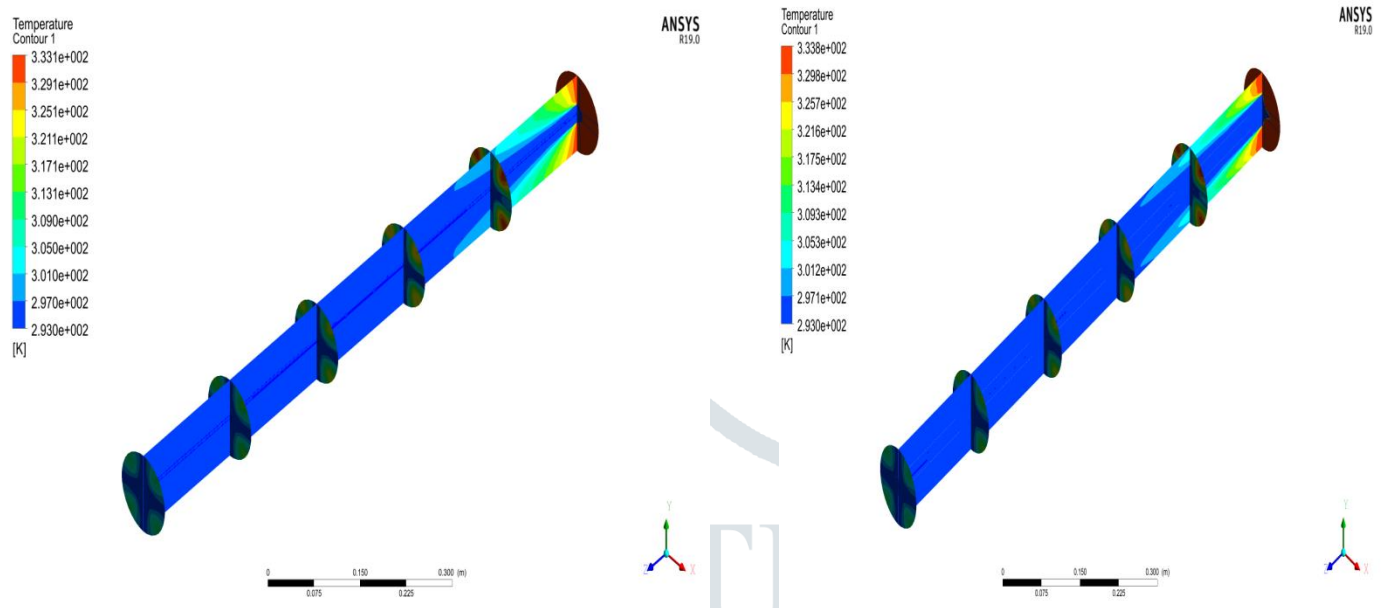 Temperature
Contour 1
3.331e+002
3.291e+002
3.251e+002
3.211e+002
3.171e+002
3.131e+002
3.090e+002
3.050e+002
3.010e+002
2.970e+002
2.930e+002
[K]
ANSYS
R19.0
0 0.150 0.300 (m)
0.075 0.225
Y
Z X
Temperature
Contour 1
3.338e+002
3.298e+002
3.257e+002
3.216e+002
3.175e+002
3.134e+002
3.093e+002
3.053e+002
3.012e+002
2.971e+002
2.930e+002
[K]
ANSYS
R19.0
0 0.150 0.300 (m)
0.075 0.225
Y
Z X